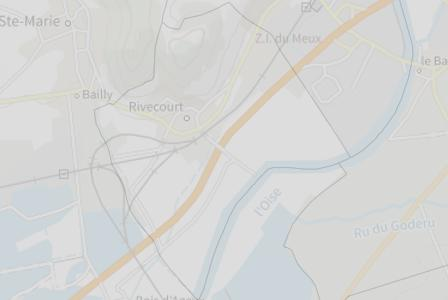 Ste-Marie
Z.I. du Meux
le Ba
Bailly
Rivecourt
l'Oise
Ru du Goderu